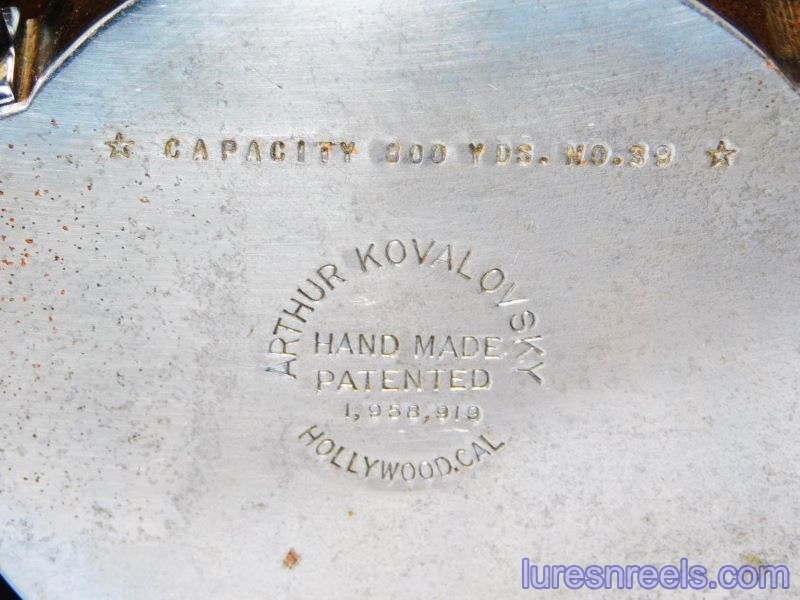 ☆ CAPACITY YDS. NO.39 ☆
ARTHUR KOVALOVSKY
HAND MADE
PATENTED
1,958,919
HOLLYWOOD.CAL
luresnreels.com